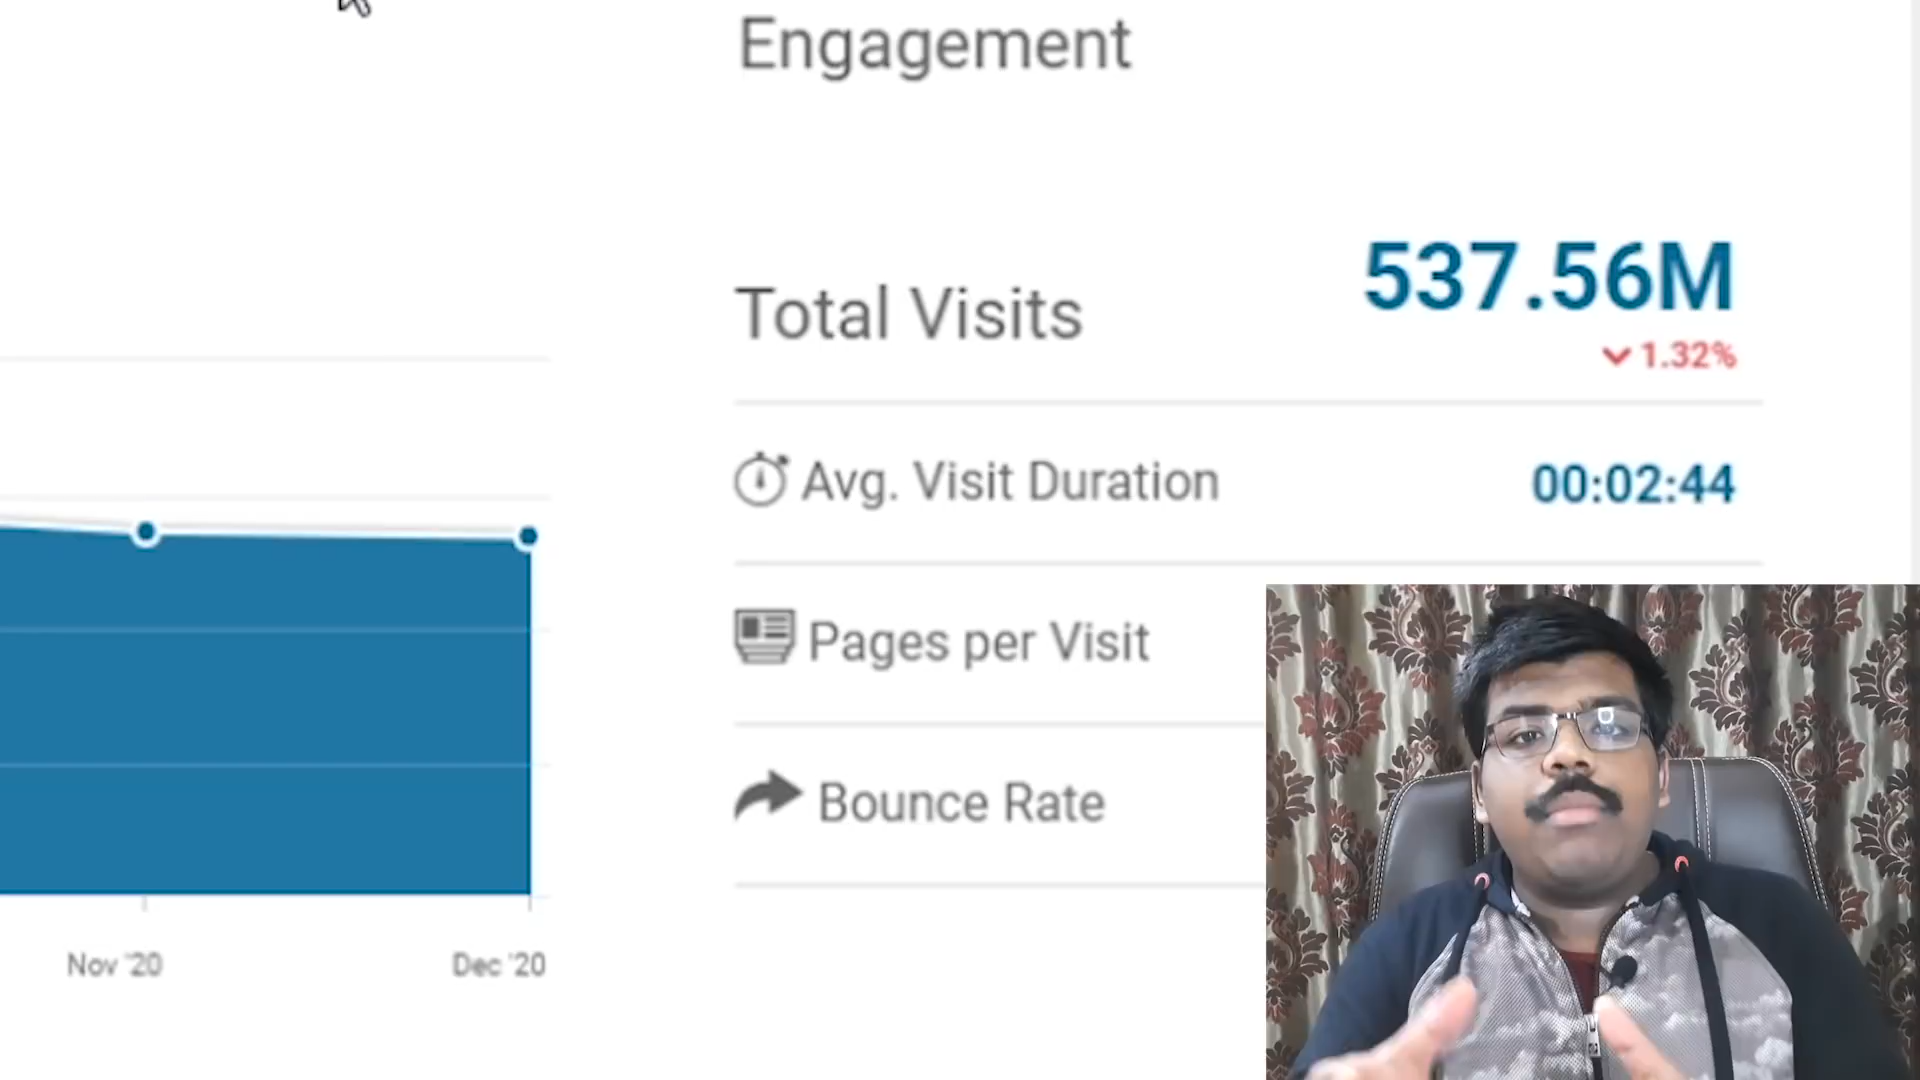 Engagement
Total Visits
537.56M
1.32%
Avg. Visit Duration
00:02:44
Pages per Visit
Bounce Rate
Nov '20
Dec '20